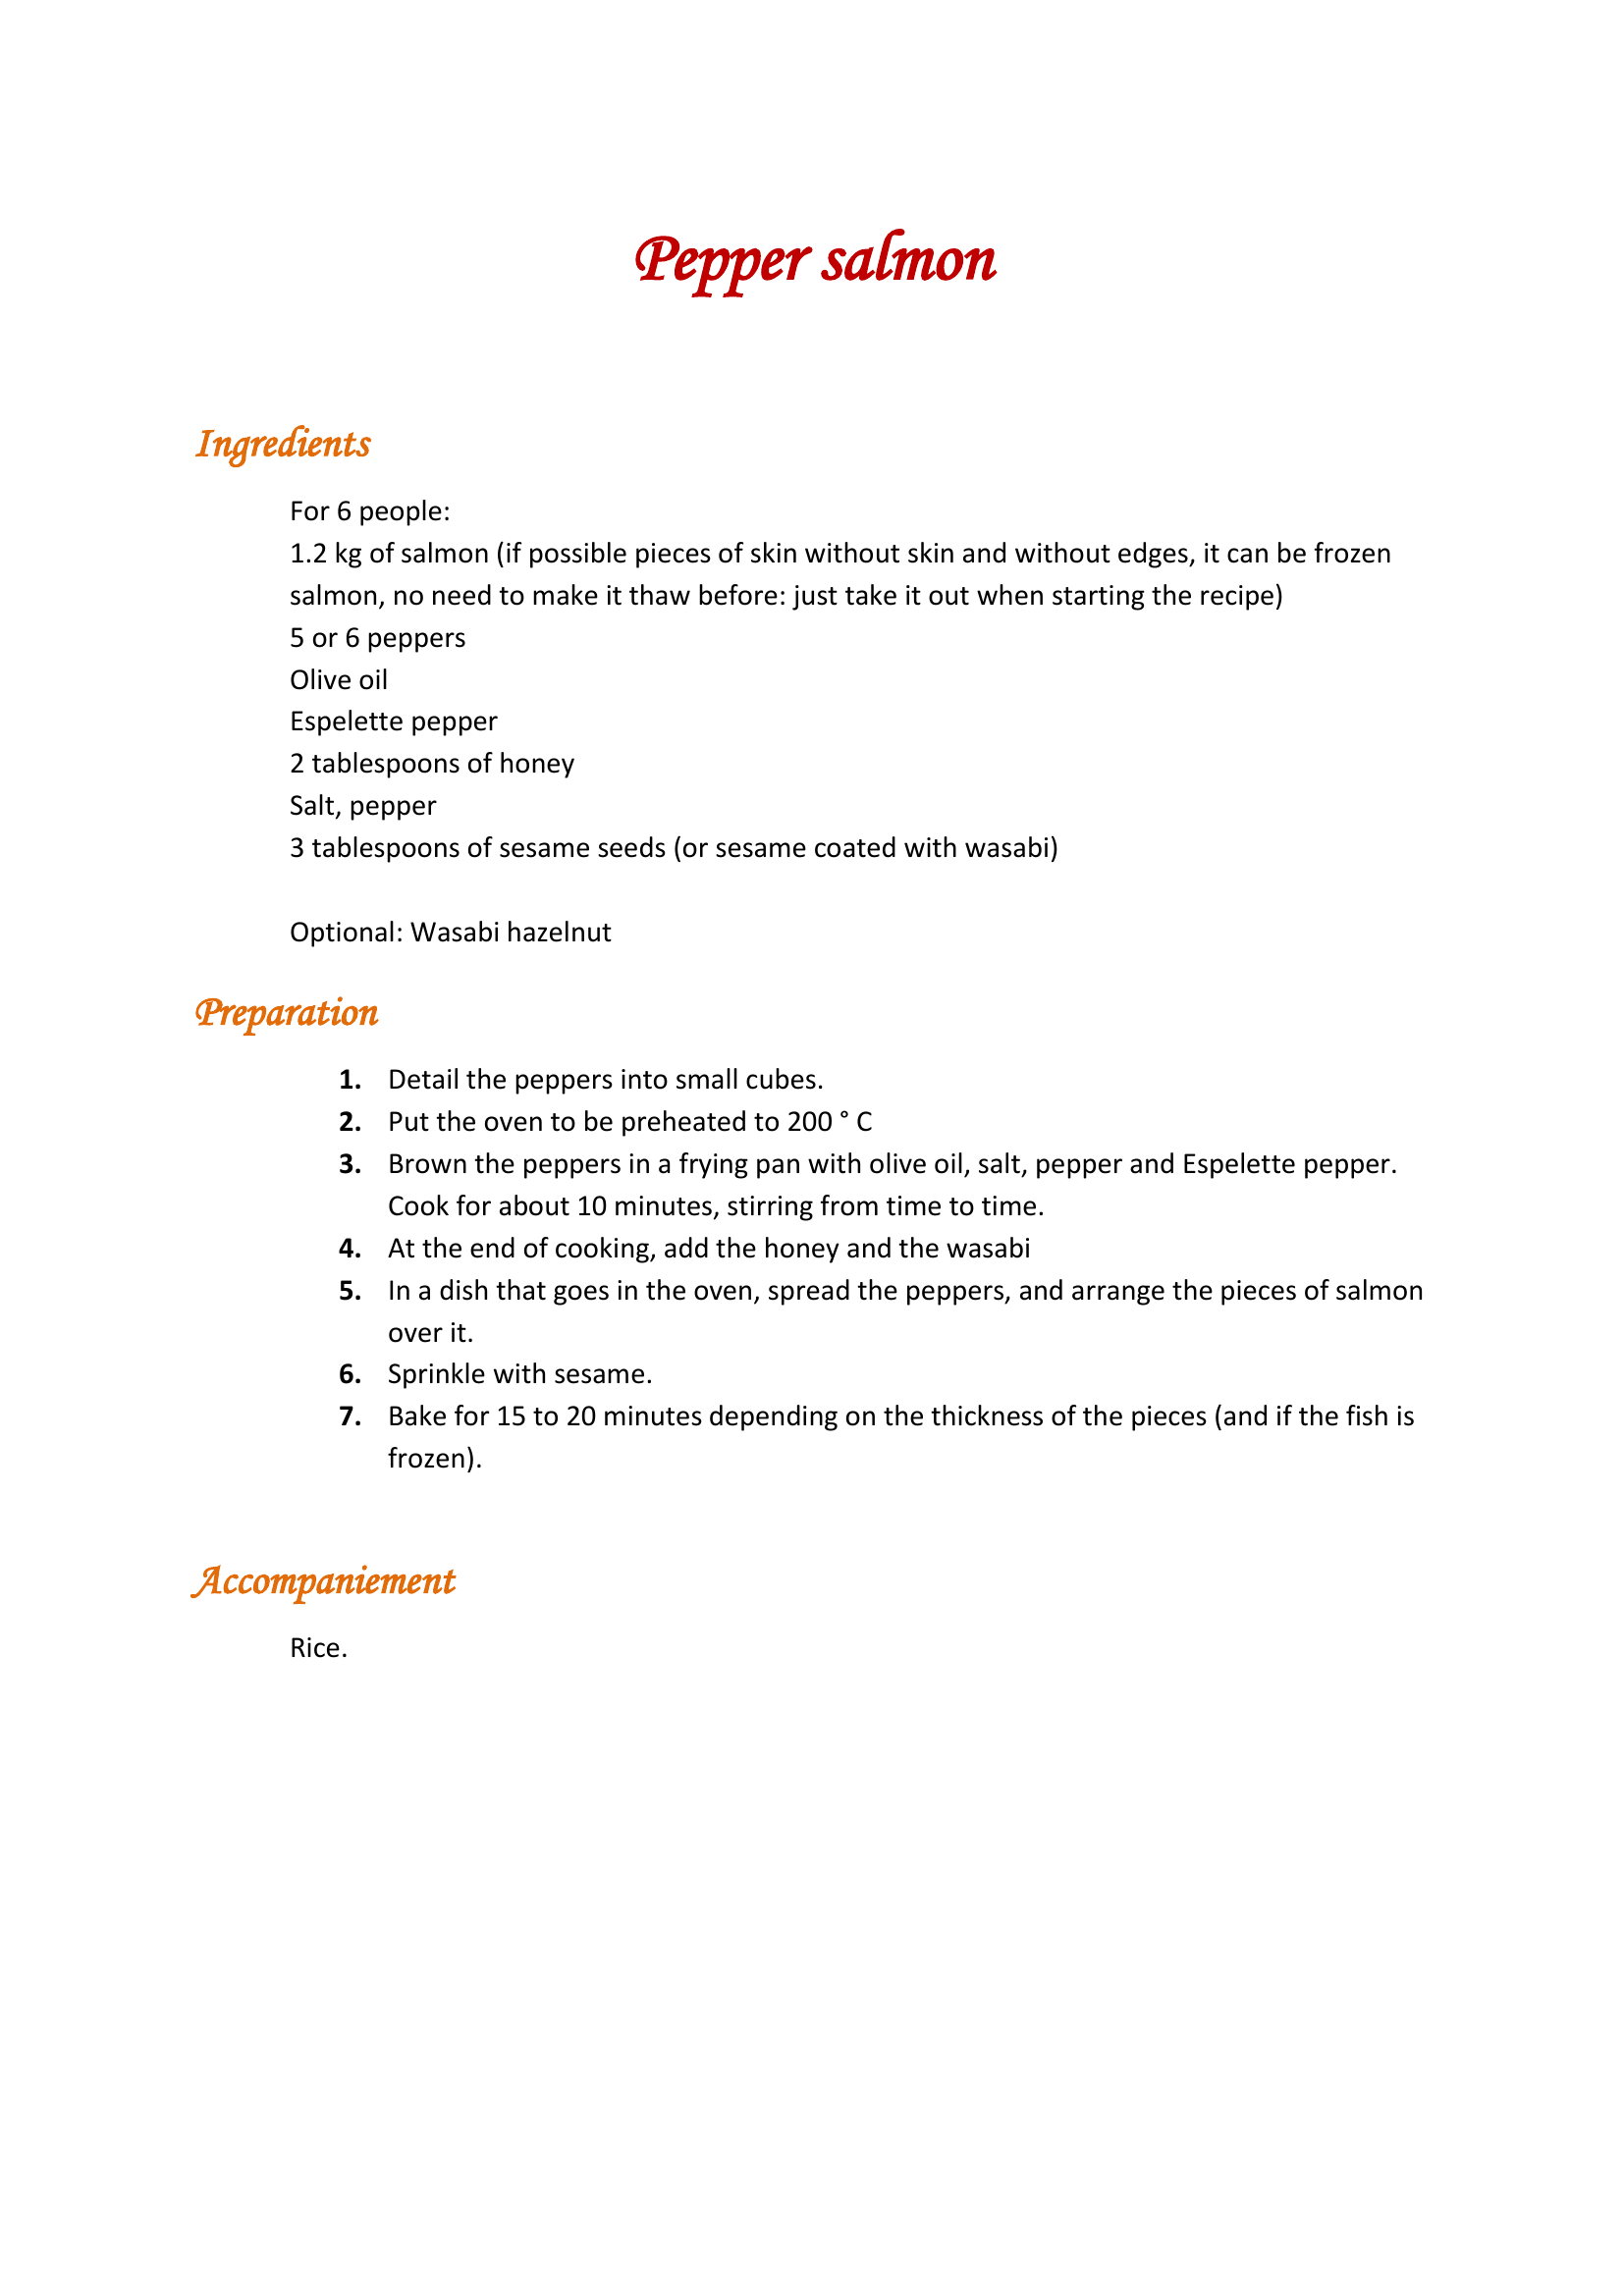 Pepper salmon
Ingredients
For 6 people:
1.2 kg of salmon (if possible pieces of skin without skin and without edges, it can be frozen
salmon, no need to make it thaw before: just take it out when starting the recipe)
5 or 6 peppers
Olive oil
Espelette pepper
2 tablespoons of honey
Salt, pepper
3 tablespoons of sesame seeds (or sesame coated with wasabi)
Optional: Wasabi hazelnut
Preparation
1. Detail the peppers into small cubes.
2. Put the oven to be preheated to 200 ° C
3. Brown the peppers in a frying pan with olive oil, salt, pepper and Espelette pepper.
Cook for about 10 minutes, stirring from time to time.
4. At the end of cooking, add the honey and the wasabi
5. In a dish that goes in the oven, spread the peppers, and arrange the pieces of salmon
over it.
6. Sprinkle with sesame.
7. Bake for 15 to 20 minutes depending on the thickness of the pieces (and if the fish is
frozen).
Accompaniement
Rice.